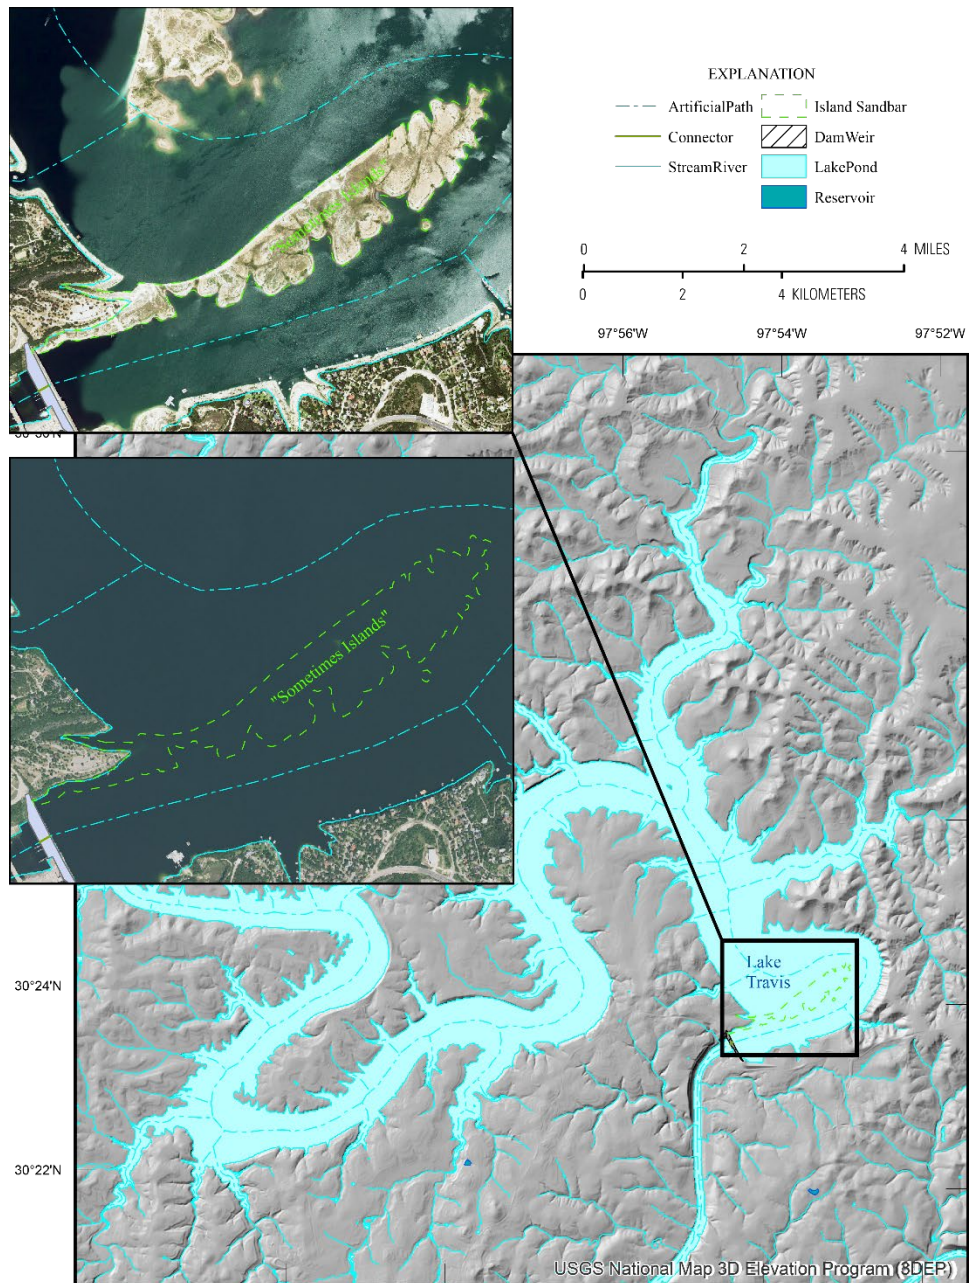 EXPLANATION
ArtificialPath
Island Sandbar
Connector
DamWeir
StreamRiver
LakePond
Reservoir
0 2 4 MILES
0 2 4 KILOMETERS
97°56'W 97°54'W 97°52'W
"Sometimes Islands"
"Sometimes Islands"
Lake
Travis
30°24'N
30°22'N
USGS National Map 3D Elevation Program (3DEP)